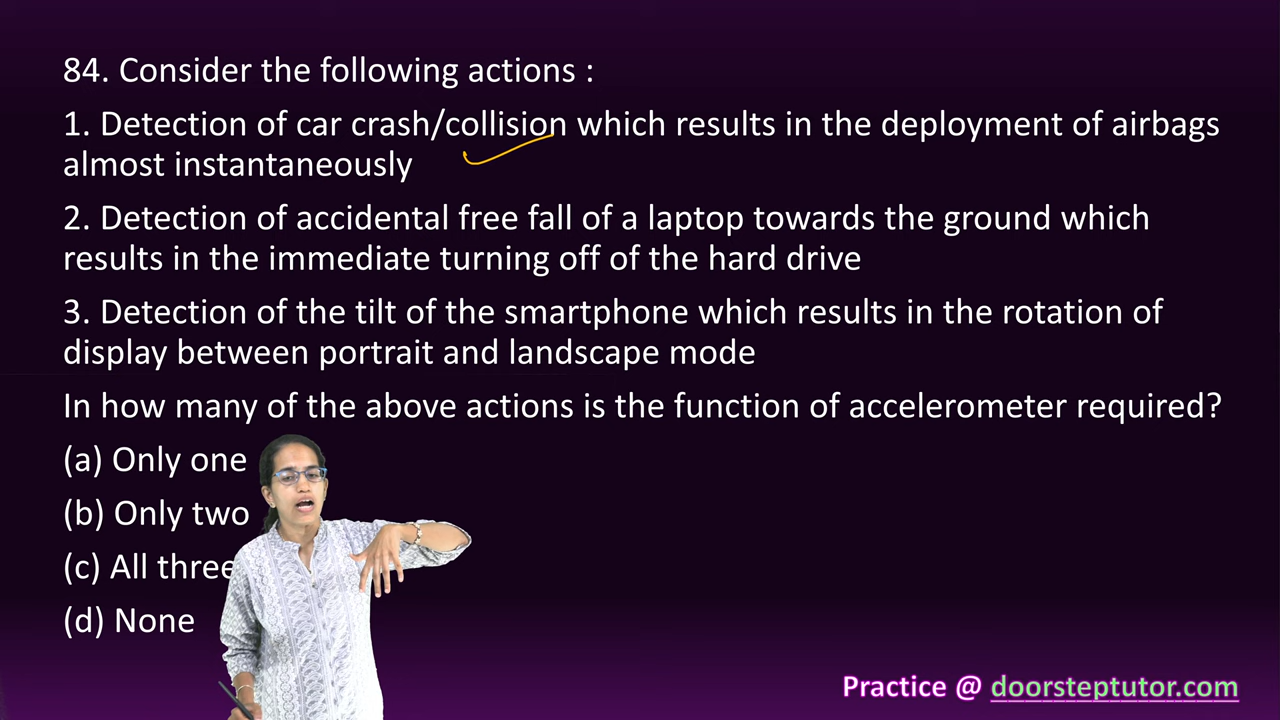 84. Consider the following actions :
1. Detection of car crash/collision which results in the deployment of airbags
almost instantaneously
2. Detection of accidental free fall of a laptop towards the ground which
results in the immediate turning off of the hard drive
3. Detection of the tilt of the smartphone which results in the rotation of
display between portrait and landscape mode
In how many of the above actions is the function of accelerometer required?
(a) Only one
(b) Only two
(c) All three
(d) None
Practice @ doorsteptutor.com